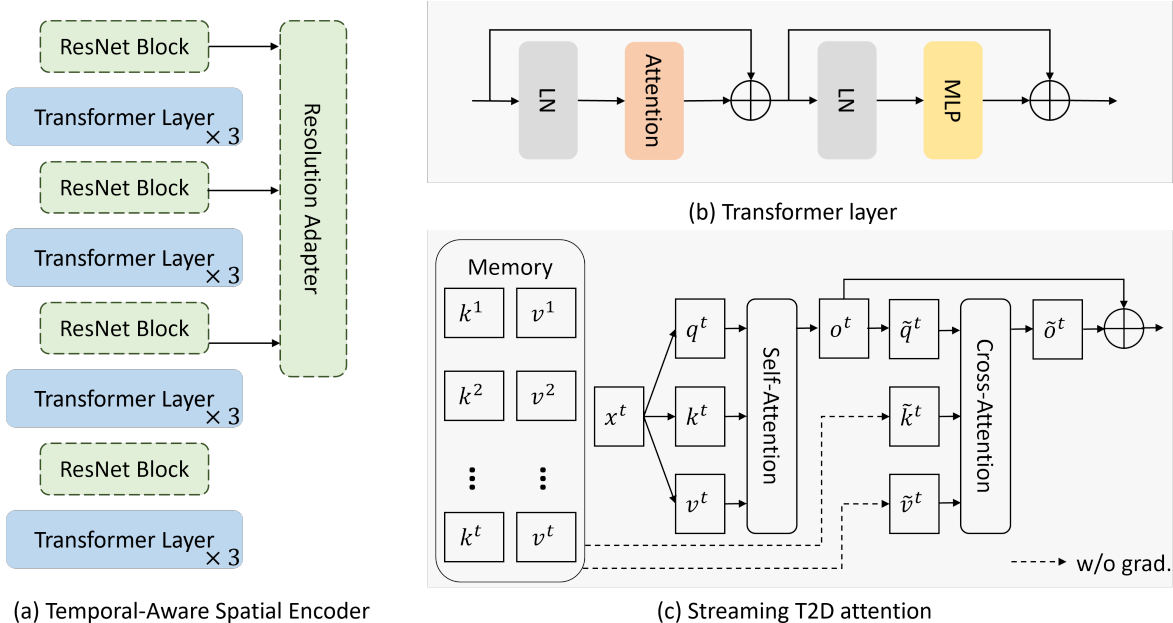 ResNet Block
Transformer Layer × 3
ResNet Block
Transformer Layer × 3
ResNet Block
Transformer Layer × 3
ResNet Block
Transformer Layer × 3
Resolution Adapter
(a) Temporal-Aware Spatial Encoder
LN
Attention
LN
MLP
(b) Transformer layer
Memory
k¹ v¹
k² v²
kᵗ vᵗ
xᵗ
qᵗ
kᵗ
vᵗ
Self-Attention
oᵗ
q̃ᵗ
k̃ᵗ
ṽᵗ
Cross-Attention
õᵗ
w/o grad.
(c) Streaming T2D attention